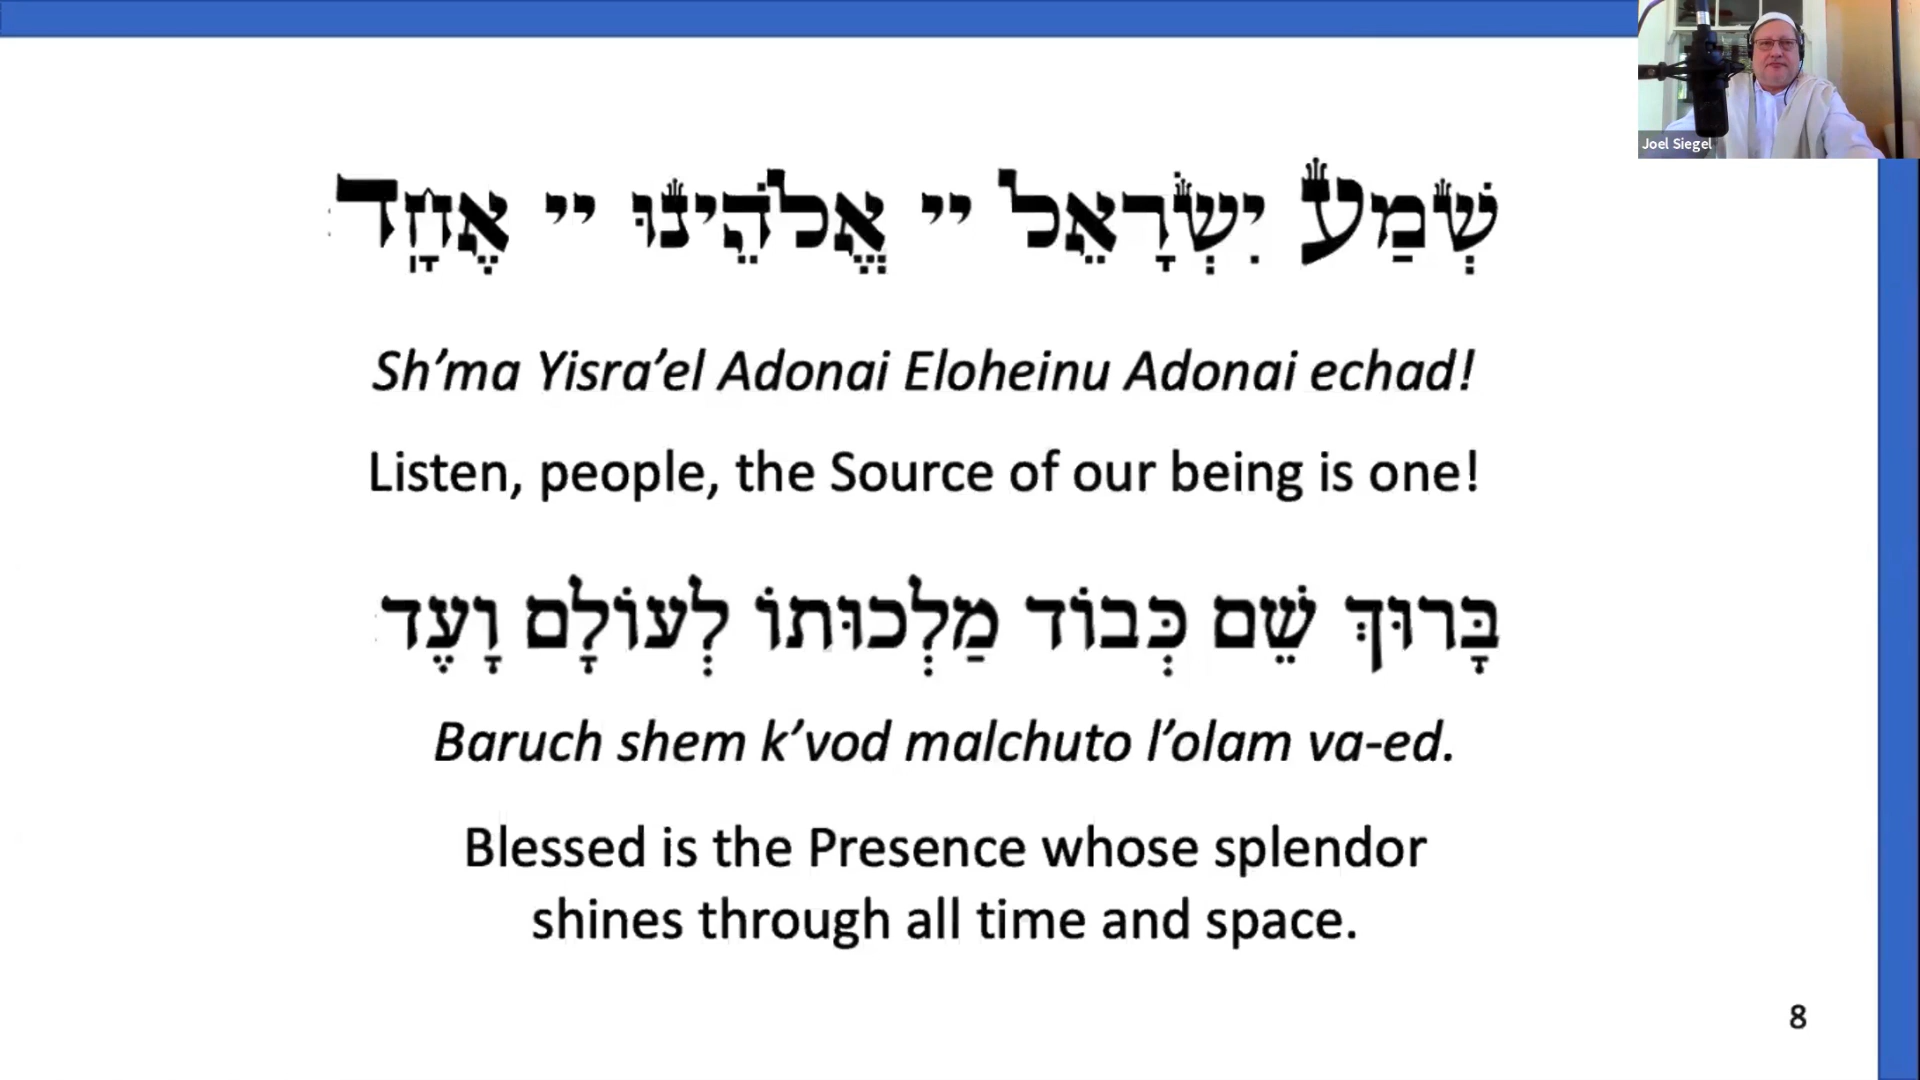 Joel Siegel
שְׁמַע יִשְׂרָאֵל יי אֱלֹהֵינוּ יי אֶחָד:
Sh’ma Yisra’el Adonai Eloheinu Adonai echad!
Listen, people, the Source of our being is one!
בָּרוּךְ שֵׁם כְּבוֹד מַלְכוּתוֹ לְעוֹלָם וָעֶד
Baruch shem k’vod malchuto l’olam va-ed.
Blessed is the Presence whose splendor
shines through all time and space.
8